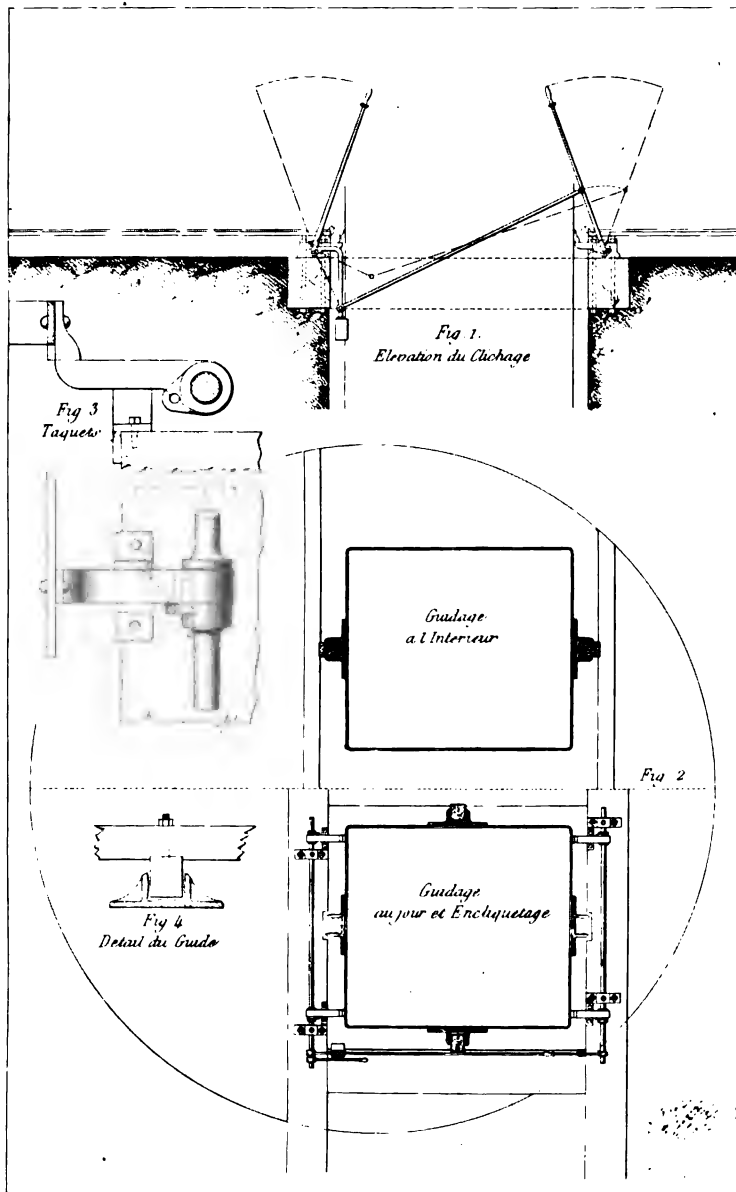 Fig. 1.
Elevation du Clichage
Fig 3
Taquets
Guidage
a l'Interieur
Fig 2
Guidage
au jour et Encliquetage
Fig 4
Detail du Guide